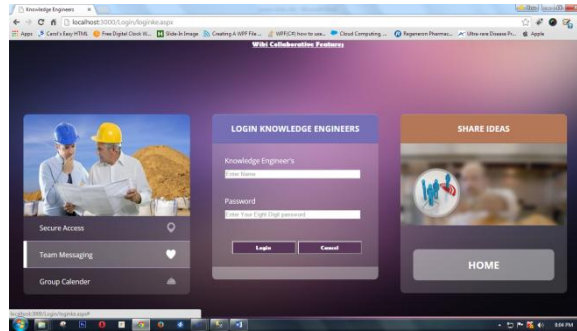 Knowledge Engineers
localhost:3000/Login/loginke.aspx
Apps
Carol's Easy HTML
Free Digital Clock W...
Slide-In Image
Creating A WPF File ...
WPF(C#) how to use...
Cloud Computing ...
Regeneron Pharmac...
Ultra-rare Disease Pr...
Apple
Wiki Collaborative Features
Secure Access
Team Messaging
Group Calender
LOGIN KNOWLEDGE ENGINEERS
Knowledge Engineer's
Enter Name
Password
Enter Your Eight Digit password
Login
Cancel
SHARE IDEAS
HOME
localhost:3000/Login/loginke.aspx#
8:04 PM